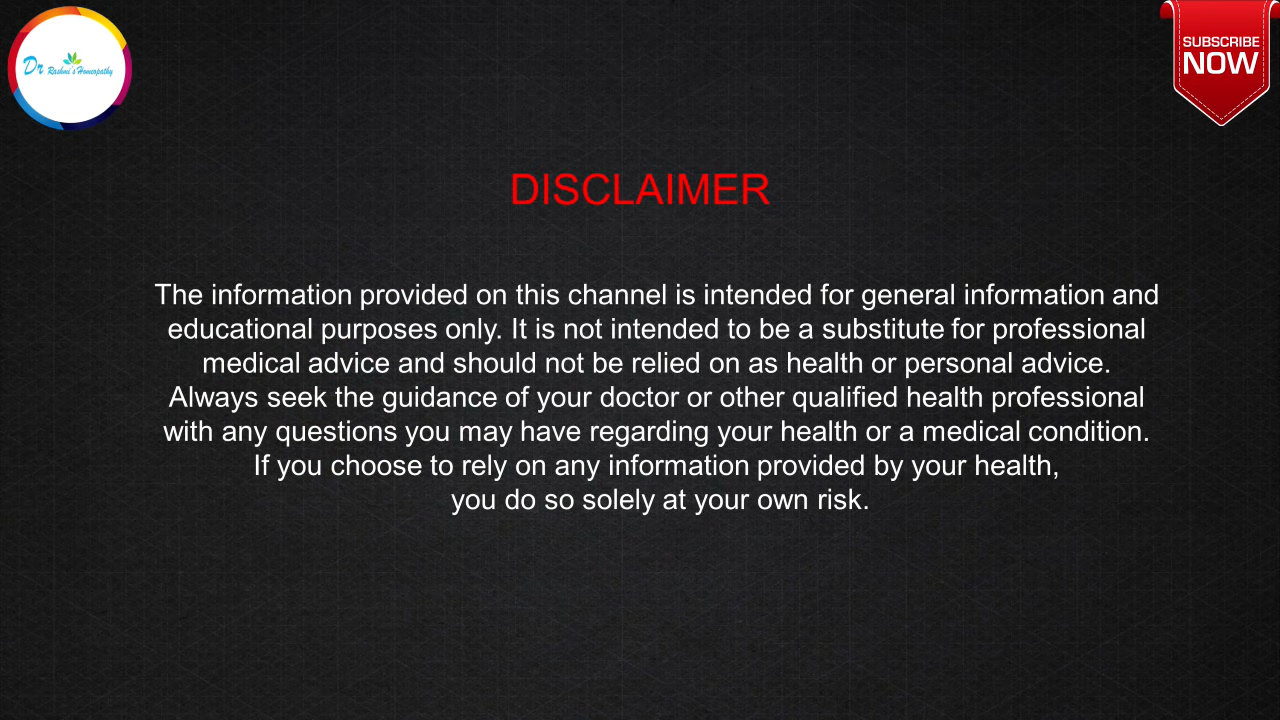 Dr Rashmi's Homeopathy
SUBSCRIBE
NOW
DISCLAIMER
The information provided on this channel is intended for general information and
educational purposes only. It is not intended to be a substitute for professional
medical advice and should not be relied on as health or personal advice.
Always seek the guidance of your doctor or other qualified health professional
with any questions you may have regarding your health or a medical condition.
If you choose to rely on any information provided by your health,
you do so solely at your own risk.